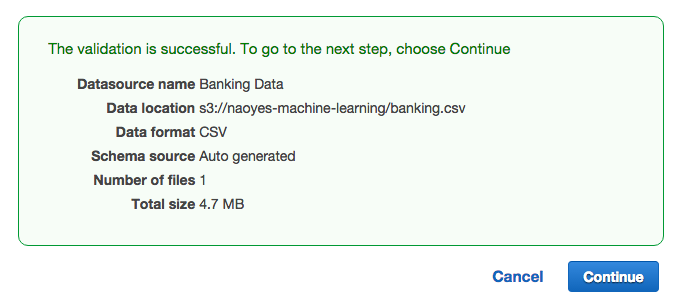 The validation is successful. To go to the next step, choose Continue
Datasource name Banking Data
Data location s3://naoyes-machine-learning/banking.csv
Data format CSV
Schema source Auto generated
Number of files 1
Total size 4.7 MB
Cancel Continue